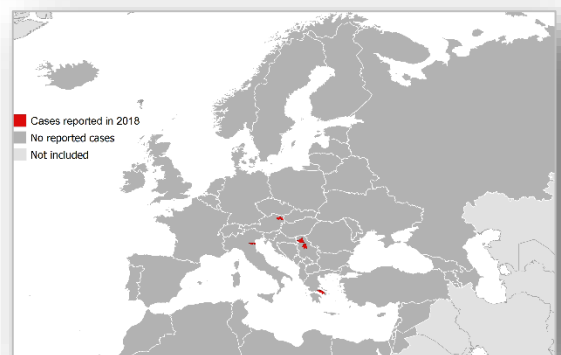 Cases reported in 2018
No reported cases
Not included